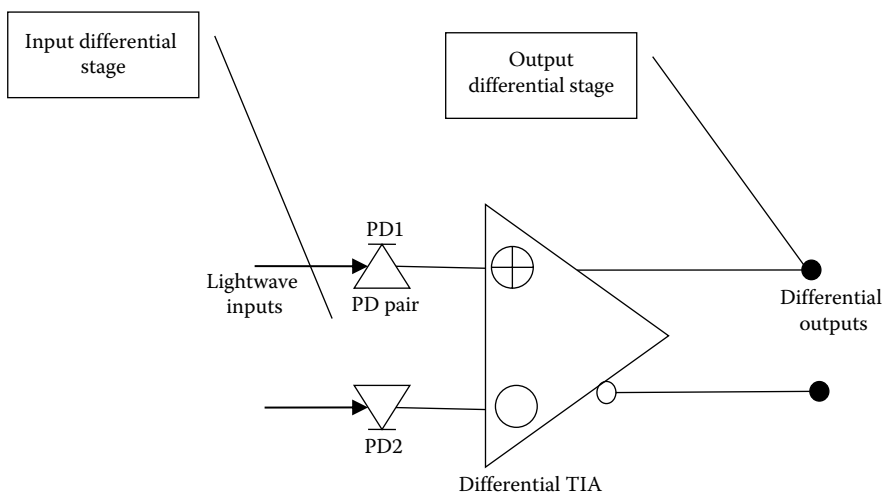 Input differential
stage
Output
differential stage
PD1
Lightwave
inputs
PD pair
Differential
outputs
PD2
Differential TIA